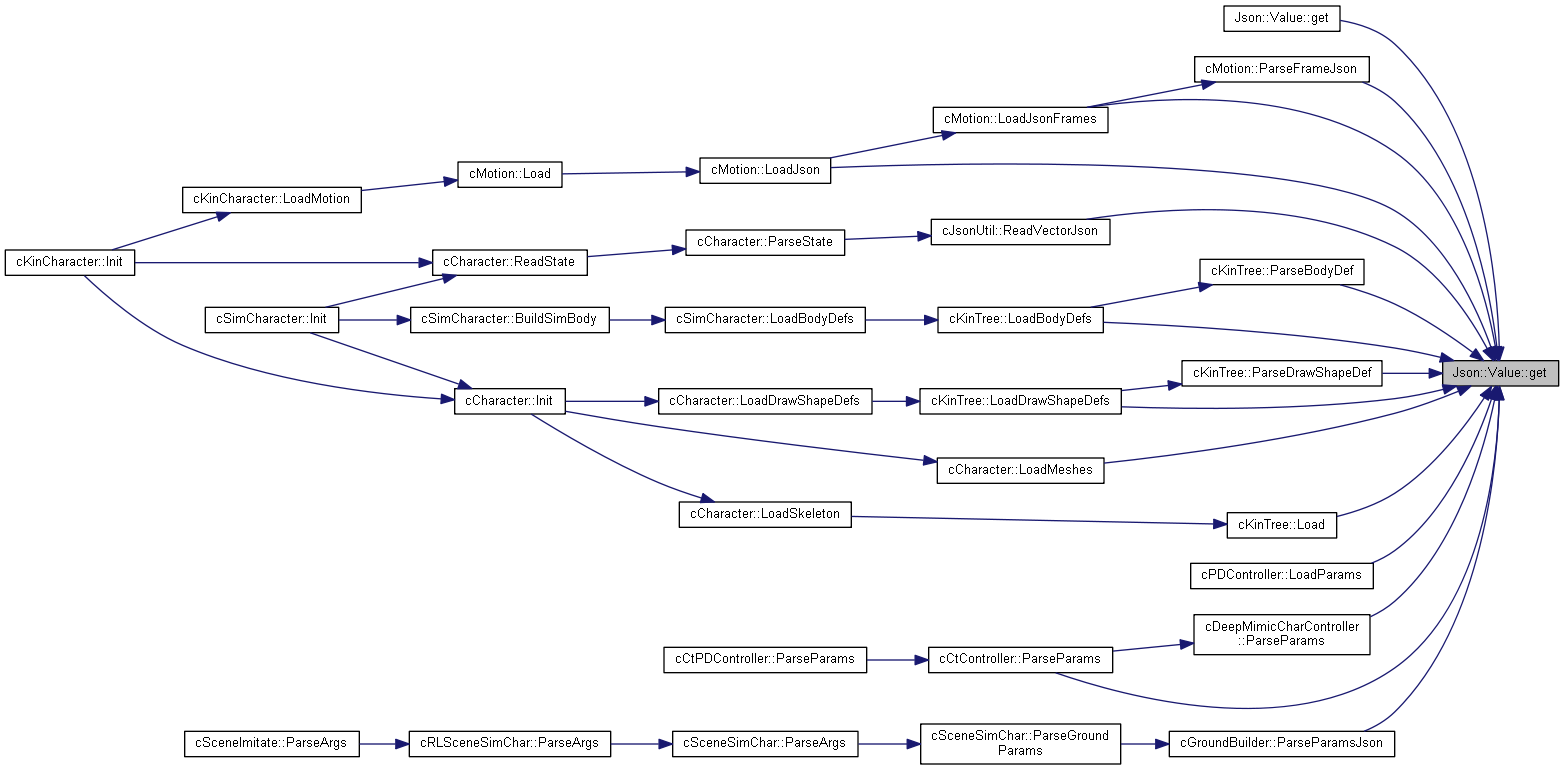 Json::Value::get
cMotion::ParseFrameJson
cMotion::LoadJsonFrames
cMotion::LoadJson
cMotion::Load
cKinCharacter::LoadMotion
cJsonUtil::ReadVectorJson
cCharacter::ParseState
cCharacter::ReadState
cKinCharacter::Init
cKinTree::ParseBodyDef
cSimCharacter::Init
cSimCharacter::BuildSimBody
cSimCharacter::LoadBodyDefs
cKinTree::LoadBodyDefs
Json::Value::get
cKinTree::ParseDrawShapeDef
cCharacter::Init
cCharacter::LoadDrawShapeDefs
cKinTree::LoadDrawShapeDefs
cCharacter::LoadMeshes
cCharacter::LoadSkeleton
cKinTree::Load
cPDController::LoadParams
cDeepMimicCharController
::ParseParams
cCtPDController::ParseParams
cCtController::ParseParams
cSceneImitate::ParseArgs
cRLSceneSimChar::ParseArgs
cSceneSimChar::ParseArgs
cSceneSimChar::ParseGround
Params
cGroundBuilder::ParseParamsJson